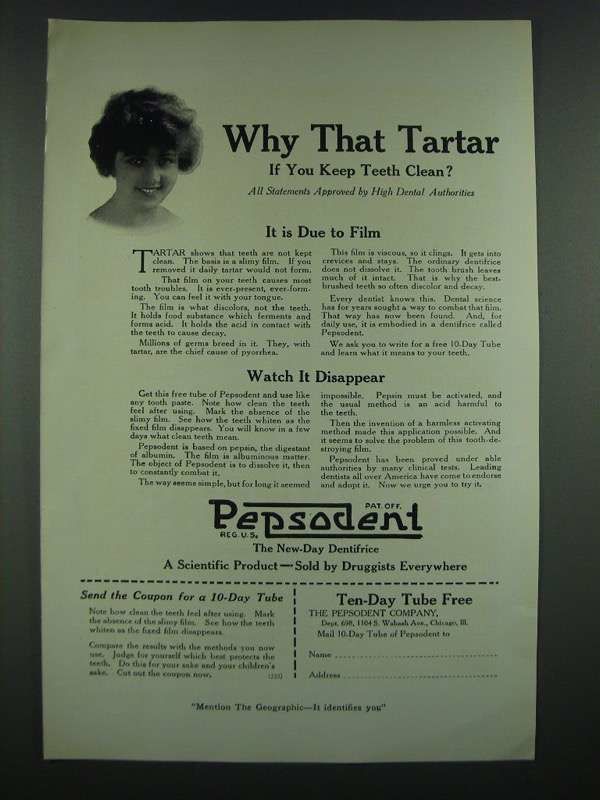 Why That Tartar
If You Keep Teeth Clean?
All Statements Approved by High Dental Authorities
It is Due to Film
TARTAR shows that teeth are not kept
clean. The basis is a slimy film. If you
removed it daily tartar would not form.
That film on your teeth causes most
tooth troubles. It is ever-present, ever-form-
ing. You can feel it with your tongue.
The film is what discolors, not the teeth.
It holds food substance which ferments and
forms acid. It holds the acid in contact with
the teeth to cause decay.
Millions of germs breed in it. They, with
tartar, are the chief cause of pyorrhea.
This film is viscous, so it clings. It gets into
crevices and stays. The ordinary dentifrice
does not dissolve it. The tooth brush leaves
much of it intact. That is why the best-
brushed teeth so often discolor and decay.
Every dentist knows this. Dental science
has for years sought a way to combat that film.
That way has now been found. And, for
daily use, it is embodied in a dentifrice called
Pepsodent.
We ask you to write for a free 10-Day Tube
and learn what it means to your teeth.
Watch It Disappear
Get this free tube of Pepsodent and use like
any tooth paste. Note how clean the teeth
feel after using. Mark the absence of the
slimy film. See how the teeth whiten as the
fixed film disappears. You will know in a few
days what clean teeth mean.
Pepsodent is based on pepsin, the digestant
of albumin. The film is albuminous matter.
The object of Pepsodent is to dissolve it, then
to constantly combat it.
The way seems simple, but for long it seemed
impossible. Pepsin must be activated, and
the usual method is an acid harmful to
the teeth.
Then the invention of a harmless activating
method made this application possible. And
it seems to solve the problem of this tooth-de-
stroying film.
Pepsodent has been proved under able
authorities by many clinical tests. Leading
dentists all over America have come to endorse
and adopt it. Now we urge you to try it.
PAT. OFF.
Pepsodent
REG. U.S.
The New-Day Dentifrice
A Scientific Product—Sold by Druggists Everywhere
Send the Coupon for a 10-Day Tube
Note how clean the teeth feel after using. Mark
the absence of the slimy film. See how the teeth
whiten as the fixed film disappears.
Compare the results with the methods you now
use. Judge for yourself which best protects the
teeth. Do this for your sake and your children's
sake. Cut out the coupon now.
Ten-Day Tube Free
THE PEPSODENT COMPANY,
Dept. 698, 1104 S. Wabash Ave., Chicago, Ill.
Mail 10-Day Tube of Pepsodent to
Name
Address
"Mention The Geographic—It identifies you"